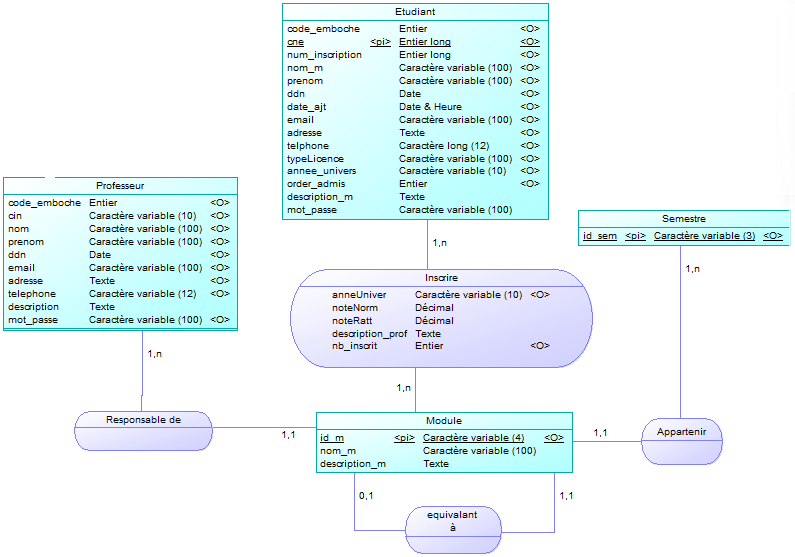 Etudiant
code_emboche Entier <O>
cne <pi> Entier long <O>
num_inscription Entier long <O>
nom_m Caractère variable (100) <O>
prenom Caractère variable (100) <O>
ddn Date <O>
date_ajt Date & Heure <O>
email Caractère variable (100) <O>
adresse Texte <O>
telphone Caractère long (12) <O>
typeLicence Caractère variable (100) <O>
annee_univers Caractère variable (10) <O>
order_admis Entier <O>
description_m Texte
mot_passe Caractère variable (100)
Professeur
code_emboche Entier <O>
cin Caractère variable (10) <O>
nom Caractère variable (100) <O>
prenom Caractère variable (100) <O>
ddn Date <O>
email Caractère variable (100) <O>
adresse Texte <O>
telephone Caractère variable (12) <O>
description Texte
mot_passe Caractère variable (100) <O>
Semestre
id_sem <pi> Caractère variable (3) <O>
1,n
1,n
Inscrire
anneUniver Caractère variable (10) <O>
noteNorm Décimal
noteRatt Décimal
description_prof Texte
nb_inscrit Entier <O>
1,n
1,n
Responsable de
1,1
Module
id_m <pi> Caractère variable (4) <O>
nom_m Caractère variable (100)
description_m Texte
1,1
Appartenir
0,1
1,1
equivalant
à